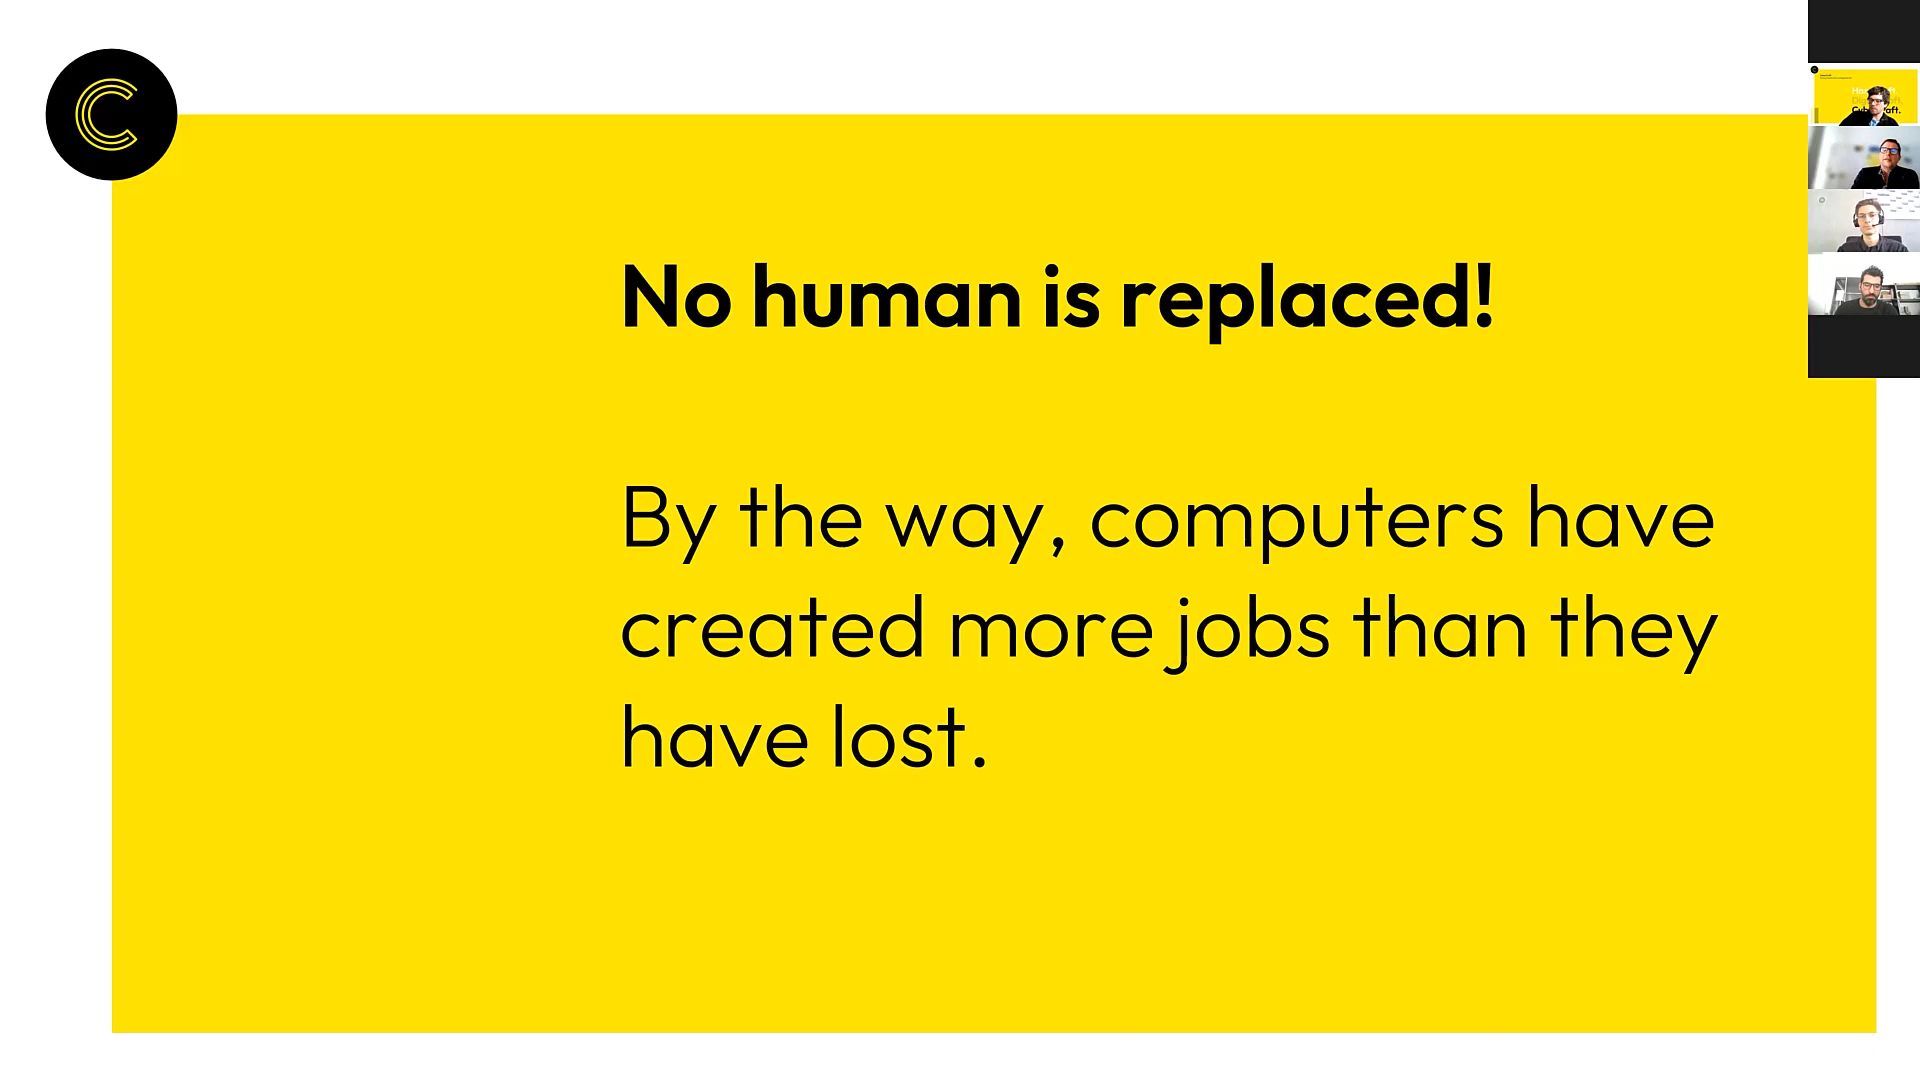 C
No human is replaced!
By the way, computers have
created more jobs than they
have lost.